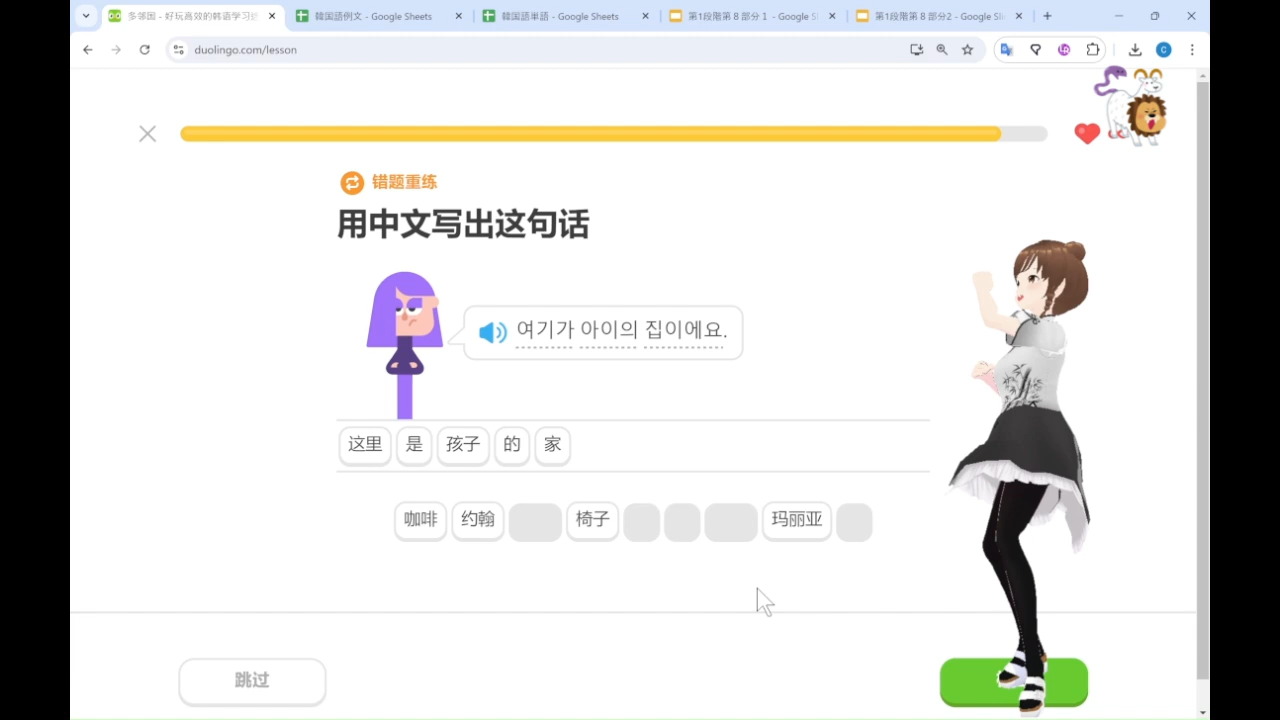 多邻国 - 好玩高效的韩语学习
韓国語例文 - Google Sheets
韓国語単語 - Google Sheets
第1段階第８部分１ - Google S
第1段階第８部分2 - Google Sli
duolingo.com/lesson
C
错题重练
用中文写出这句话
여기가 아이의 집이에요.
这里 是 孩子 的 家
咖啡 约翰 椅子 玛丽亚
跳过